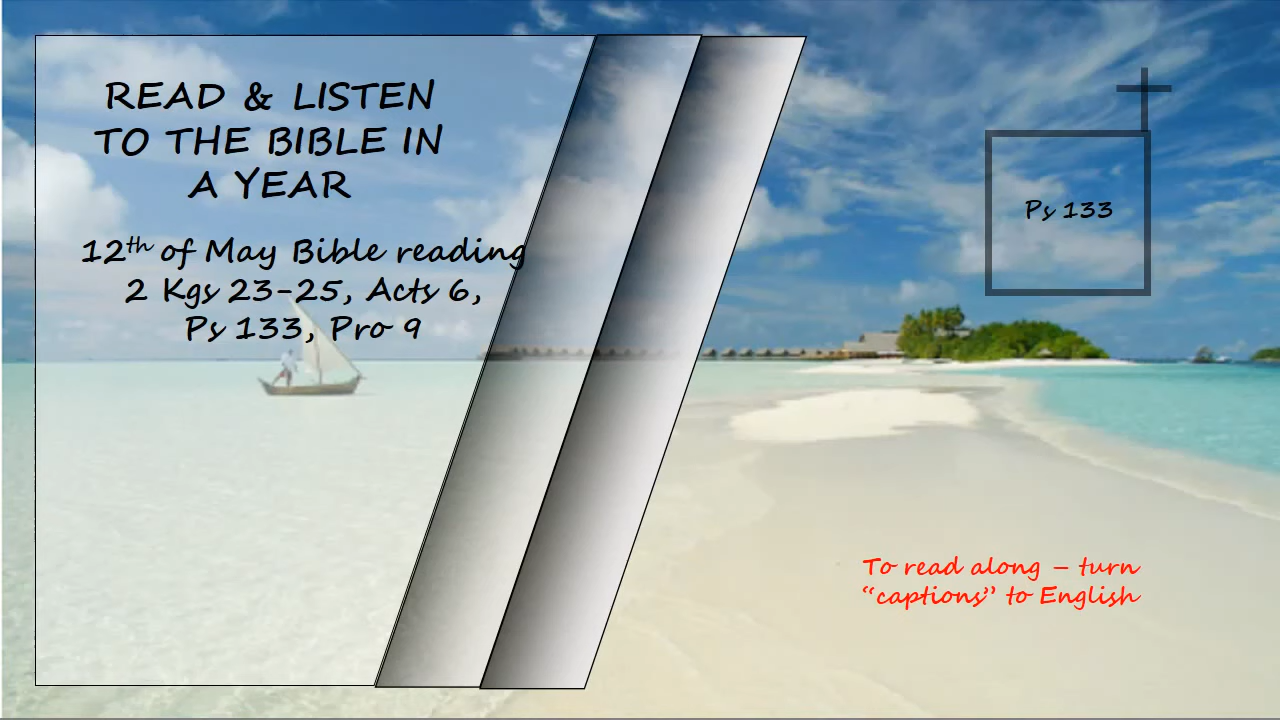 READ & LISTEN
TO THE BIBLE IN
A YEAR
12th of May Bible reading
2 Kgs 23-25, Acts 6,
Ps 133, Pro 9
Ps 133
To read along – turn
“captions” to English